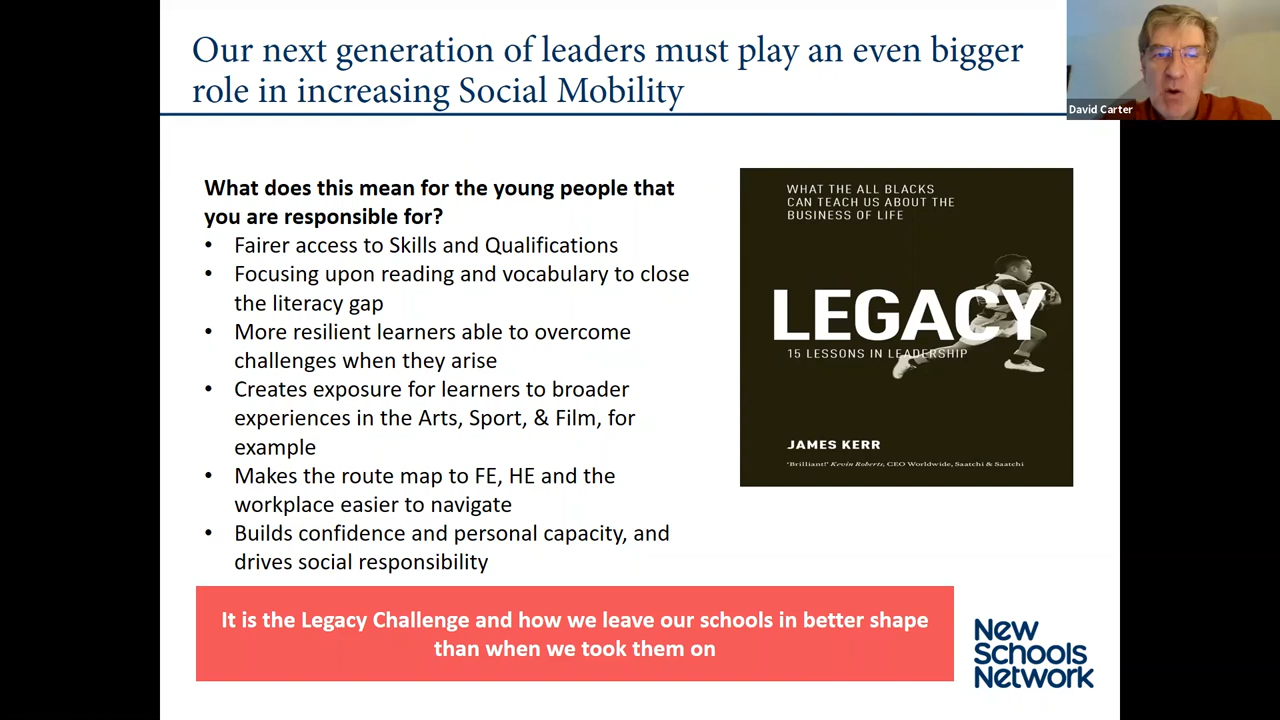 Our next generation of leaders must play an even bigger
role in increasing Social Mobility
David Carter
What does this mean for the young people that
you are responsible for?
• Fairer access to Skills and Qualifications
• Focusing upon reading and vocabulary to close
the literacy gap
• More resilient learners able to overcome
challenges when they arise
• Creates exposure for learners to broader
experiences in the Arts, Sport, & Film, for
example
• Makes the route map to FE, HE and the
workplace easier to navigate
• Builds confidence and personal capacity, and
drives social responsibility
WHAT THE ALL BLACKS
CAN TEACH US ABOUT THE
BUSINESS OF LIFE
LEGACY
15 LESSONS IN LEADERSHIP
JAMES KERR
'Brilliant!' Kevin Roberts, CEO Worldwide, Saatchi & Saatchi
It is the Legacy Challenge and how we leave our schools in better shape
than when we took them on
New
Schools
Network